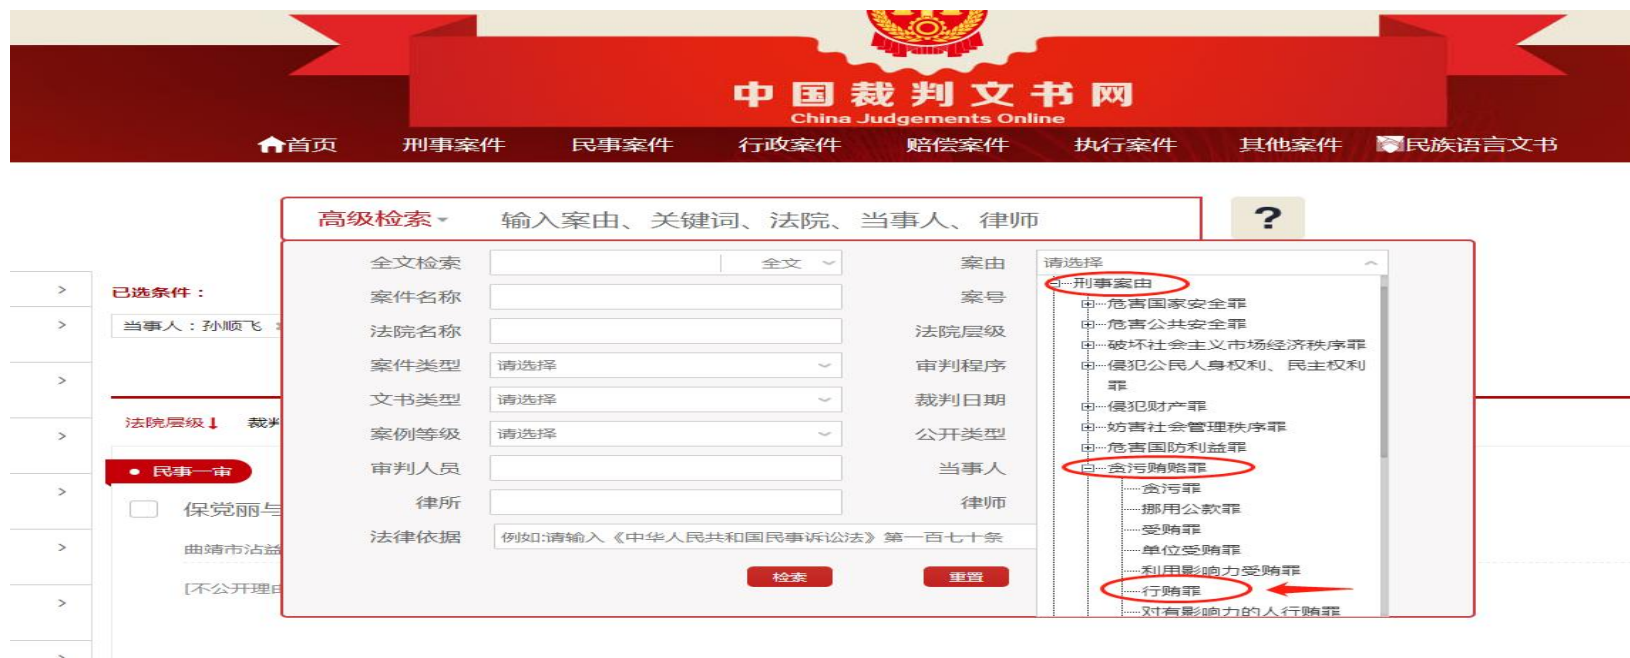 中国裁判文书网
China Judgements Online
首页 刑事案件 民事案件 行政案件 赔偿案件 执行案件 其他案件 民族语言文书
高级检索 输入案由、关键词、法院、当事人、律师 ?
全文检索 全文 案由 请选择
案件名称 案号
法院名称 法院层级
案件类型 请选择 审判程序
文书类型 请选择 裁判日期
案例等级 请选择 公开类型
审判人员 当事人
律所 律师
法律依据 例如:请输入《中华人民共和国民事诉讼法》第一百七十条
检索 重置
刑事案由
危害国家安全罪
危害公共安全罪
破坏社会主义市场经济秩序罪
侵犯公民人身权利、民主权利
罪
侵犯财产罪
妨害社会管理秩序罪
危害国防利益罪
贪污贿赂罪
贪污罪
挪用公款罪
受贿罪
单位受贿罪
利用影响力受贿罪
行贿罪
对有影响力的人行贿罪
已选条件：
当事人：孙顺飞
法院层级 裁判
民事一审
保党丽与
曲靖市沾益
[不公开理由